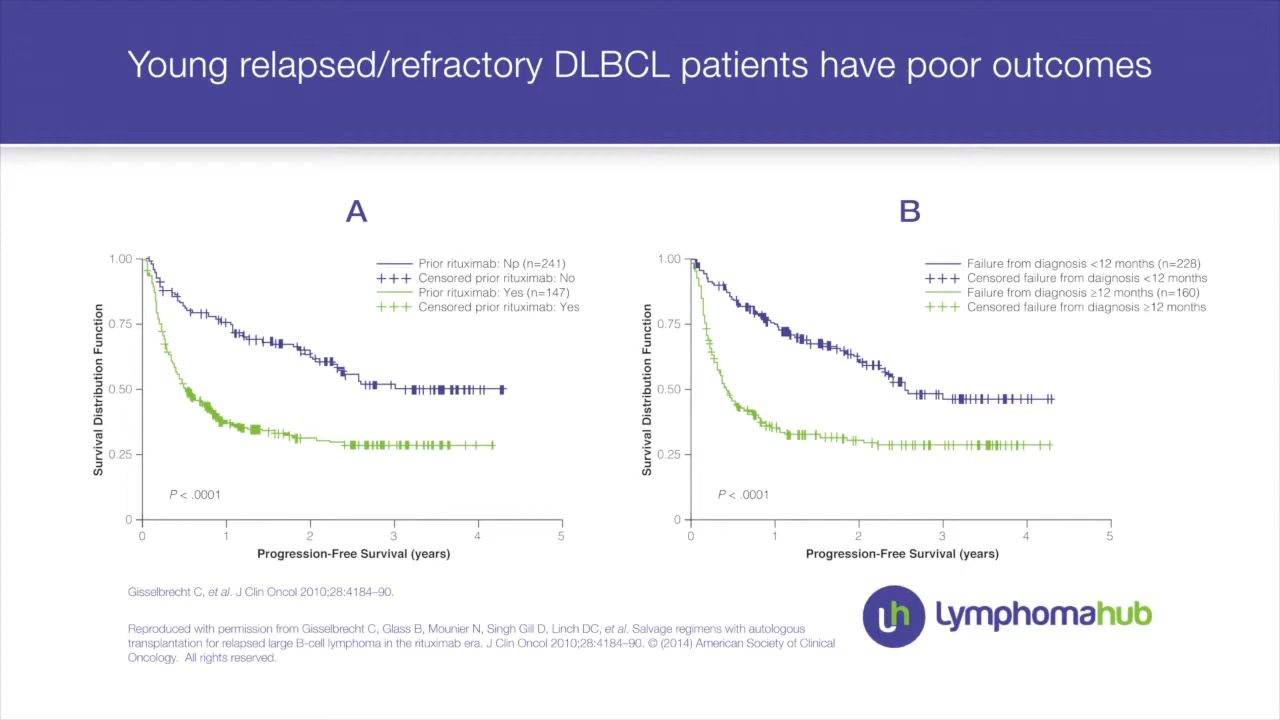 Young relapsed/refractory DLBCL patients have poor outcomes
A
Survival Distribution Function
1.00
0.75
0.50
0.25
0
Prior rituximab: Np (n=241)
Censored prior rituximab: No
Prior rituximab: Yes (n=147)
Censored prior rituximab: Yes
P < .0001
0 1 2 3 4 5
Progression-Free Survival (years)
B
Survival Distribution Function
1.00
0.75
0.50
0.25
0
Failure from diagnosis <12 months (n=228)
Censored failure from daignosis <12 months
Failure from diagnosis ≥12 months (n=160)
Censored failure from diagnosis ≥12 months
P < .0001
0 1 2 3 4 5
Progression-Free Survival (years)
Gisselbrecht C, et al. J Clin Oncol 2010;28:4184–90.
Reproduced with permission from Gisselbrecht C, Glass B, Mounier N, Singh Gill D, Linch DC, et al. Salvage regimens with autologous
transplantation for relapsed large B-cell lymphoma in the rituximab era. J Clin Oncol 2010;28:4184–90. © (2014) American Society of Clinical
Oncology. All rights reserved.
lh Lymphomahub